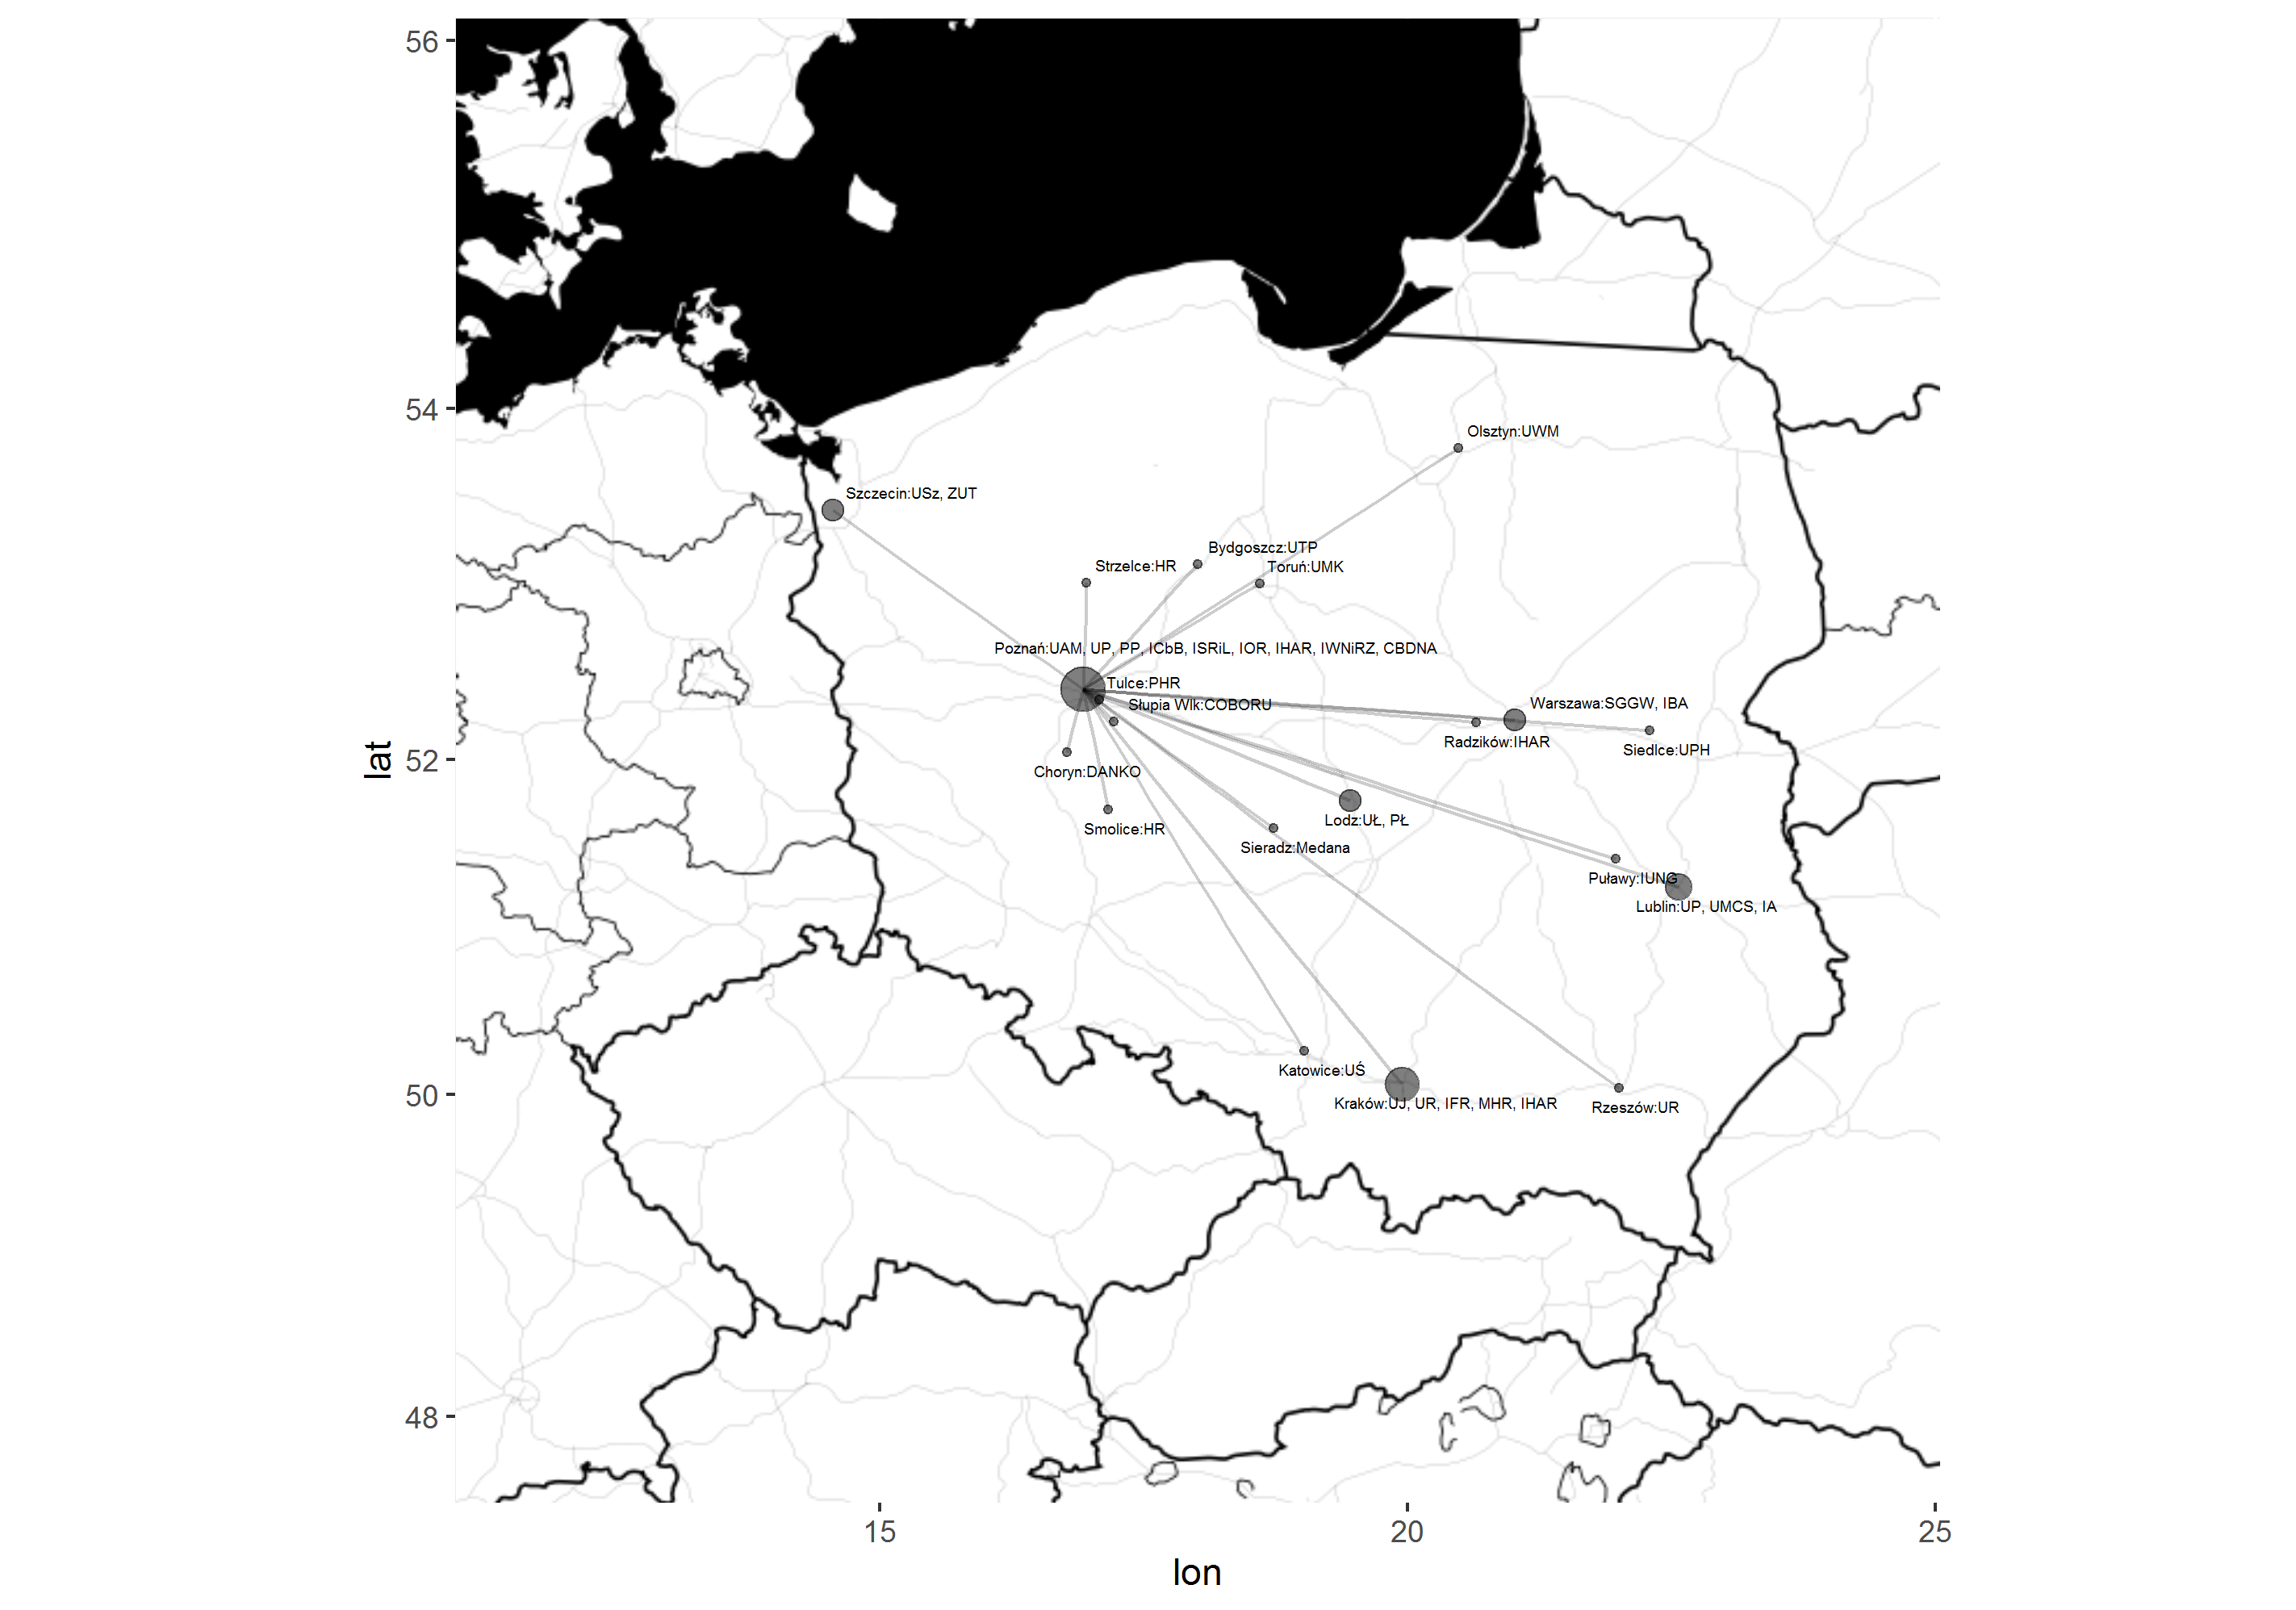 56
54
52
50
48
lat
Olsztyn:UWM
Szczecin:USz, ZUT
Bydgoszcz:UTP
Strzelce:HR
Toruń:UMK
Poznań:UAM, UP, PP, ICbB, ISRiL, IOR, IHAR, IWNiRZ, CBDNA
Tulce:PHR
Słupia Wlk:COBORU
Warszawa:SGGW, IBA
Radzików:IHAR
Siedlce:UPH
Choryn:DANKO
Smolice:HR
Lodz:UŁ, PŁ
Sieradz:Medana
Puławy:IUNG
Lublin:UP, UMCS, IA
Katowice:UŚ
Kraków:UJ, UR, IFR, MHR, IHAR
Rzeszów:UR
15
20
25
lon